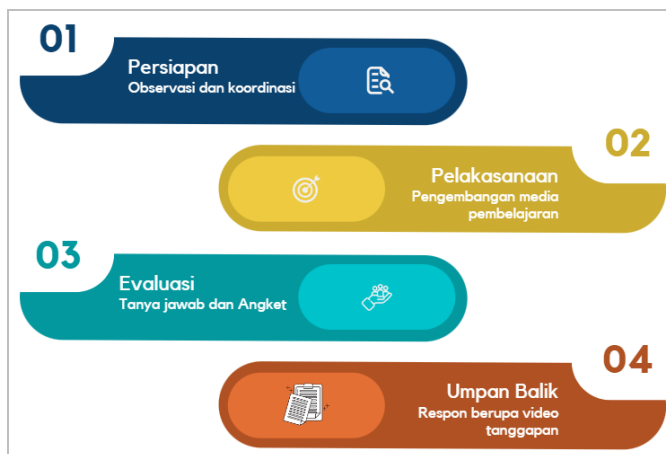 01
Persiapan
Observasi dan koordinasi
02
Pelakasanaan
Pengembangan media
pembelajaran
03
Evaluasi
Tanya jawab dan Angket
04
Umpan Balik
Respon berupa video
tanggapan